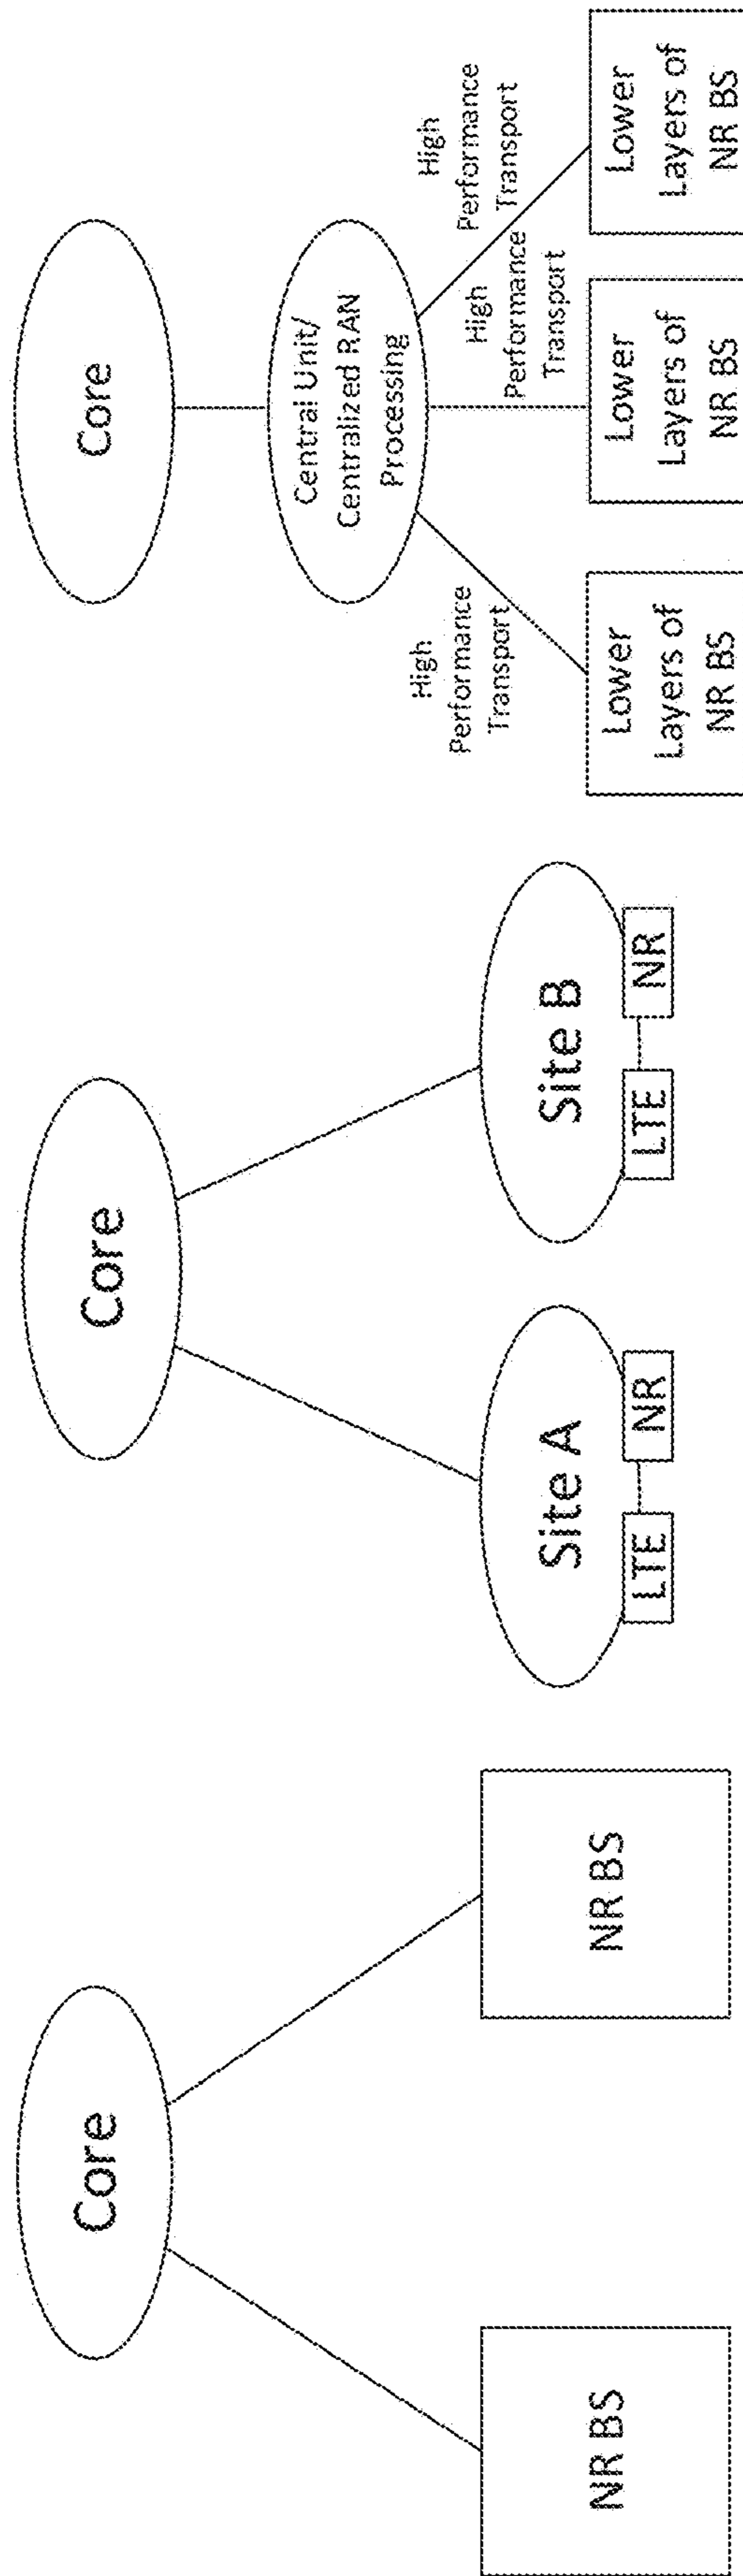 Core
NR BS
NR BS
Core
Site A
LTE
NR
Site B
LTE
NR
Core
Central Unit/
Centralized RAN
Processing
High
Performance
Transport
High
Performance
Transport
High
Performance
Transport
Lower
Layers of
NR BS
Lower
Layers of
NR BS
Lower
Layers of
NR BS